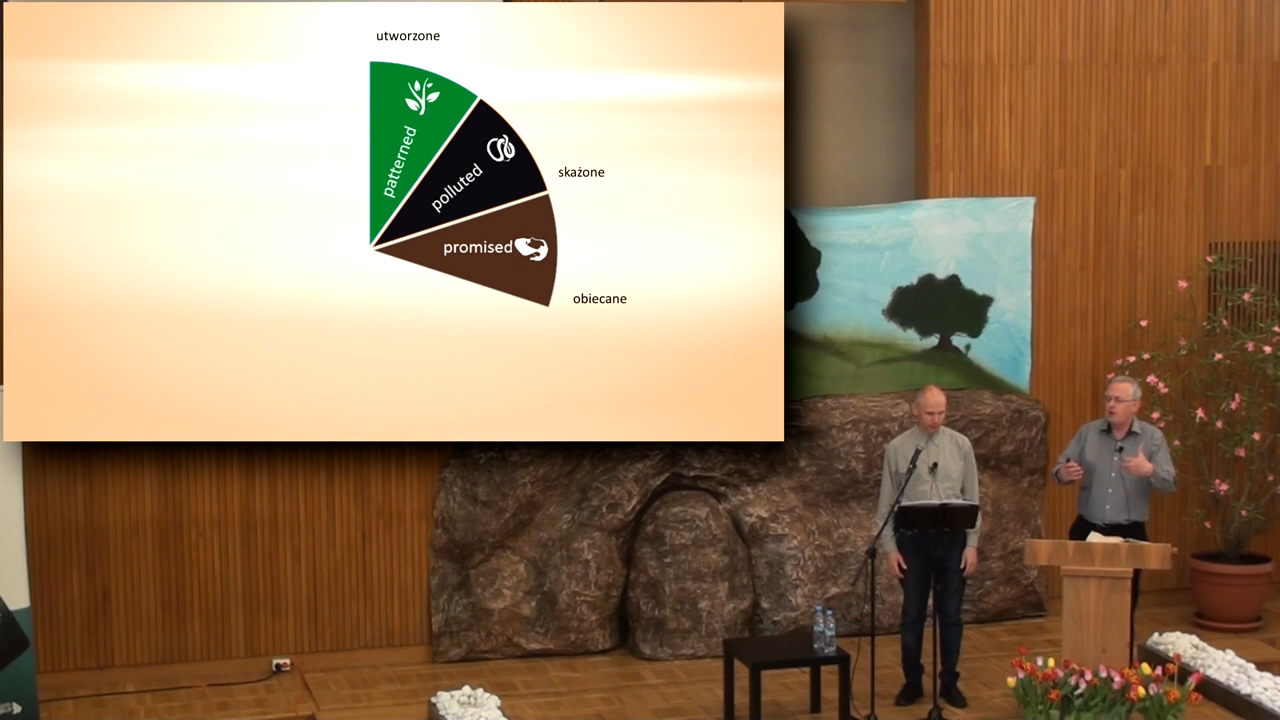 utworzone
patterned
polluted
skażone
promised
obiecane